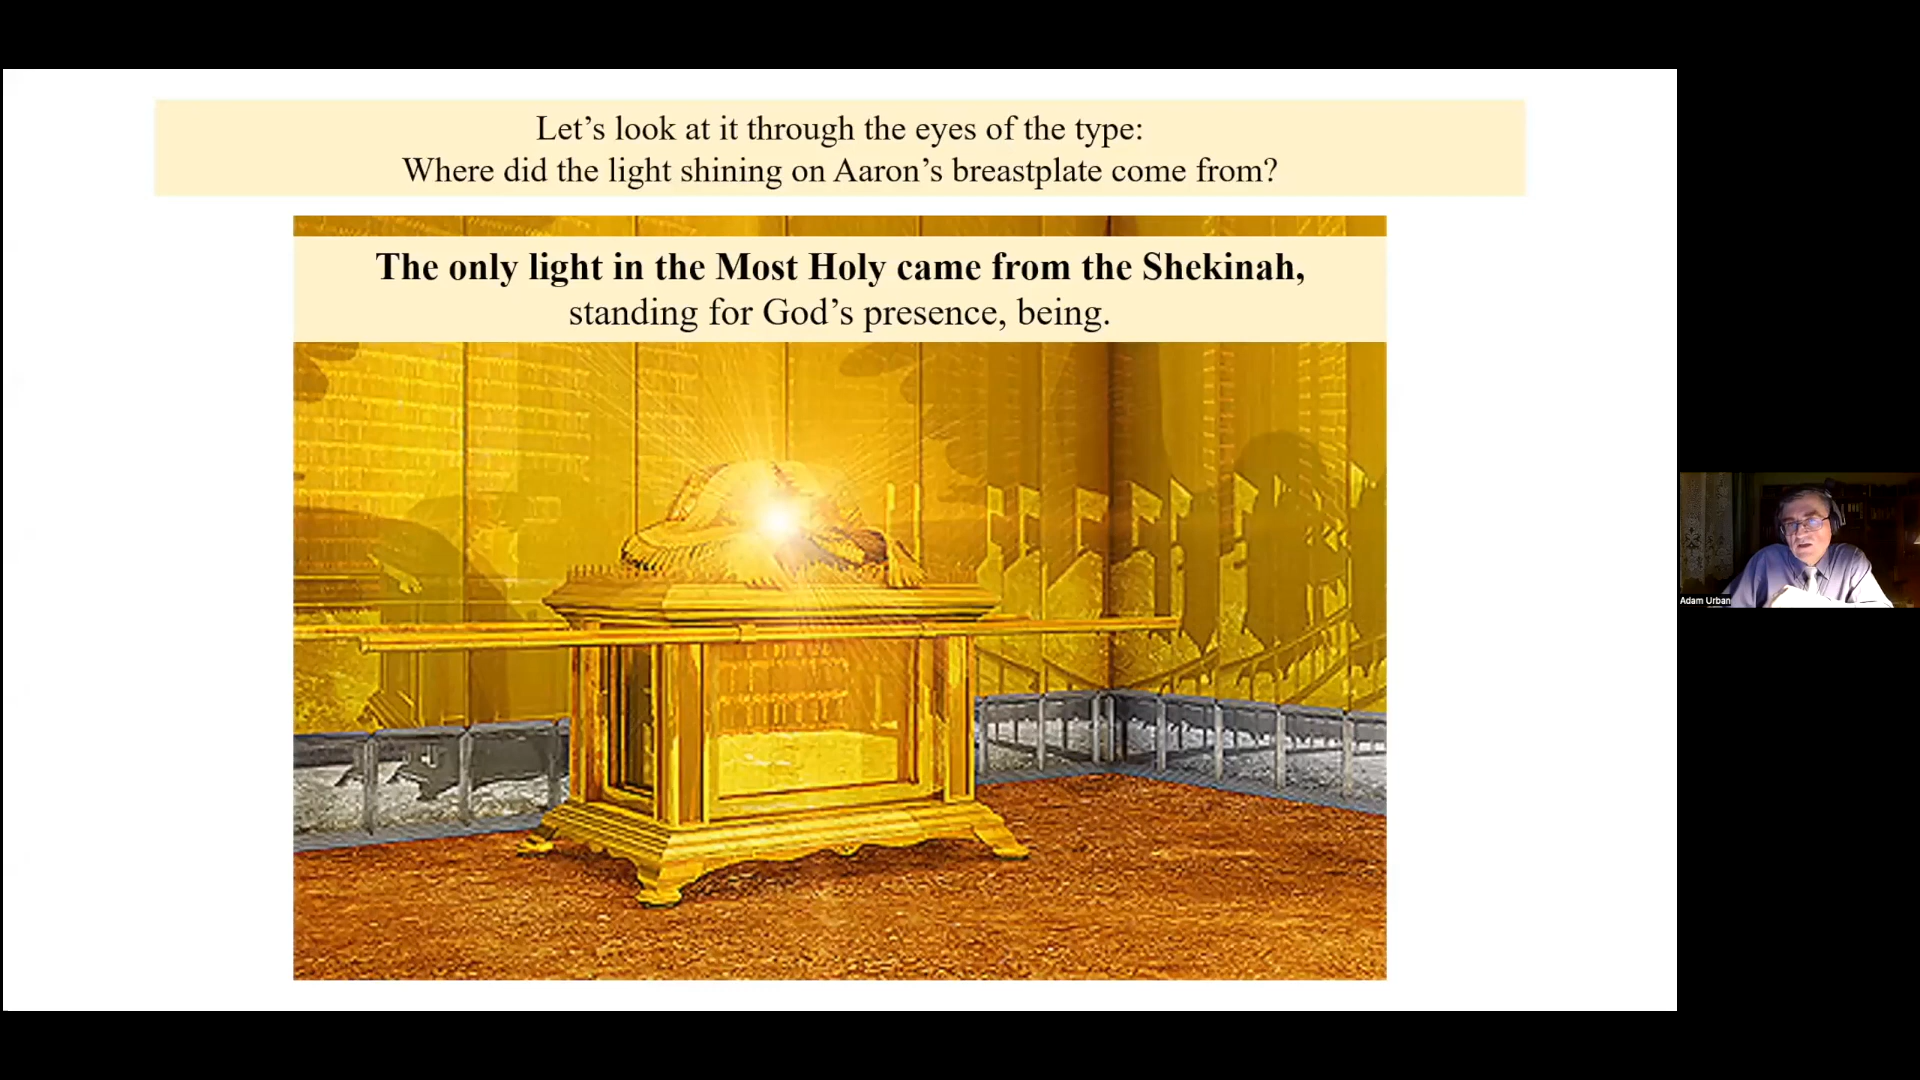 Let’s look at it through the eyes of the type:
Where did the light shining on Aaron’s breastplate come from?
The only light in the Most Holy came from the Shekinah,
standing for God’s presence, being.
Adam Urban